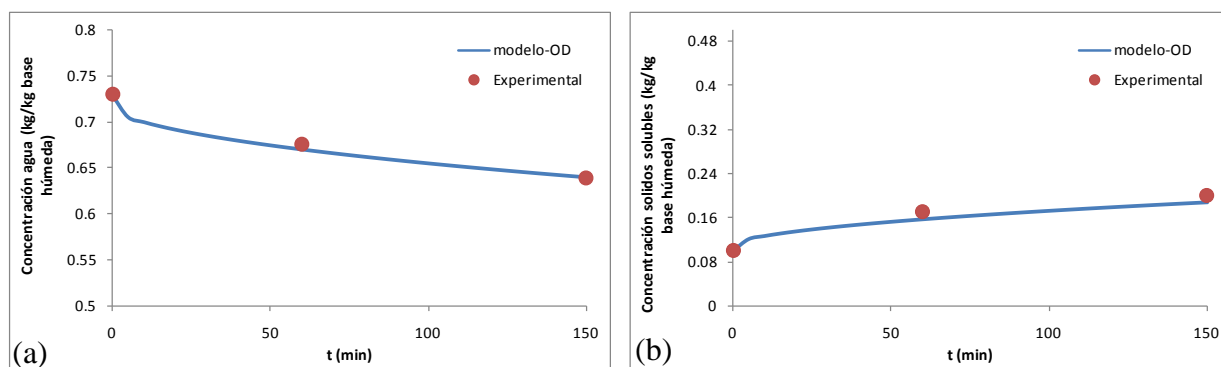 0.8
0.75
0.7
0.65
0.6
0.55
0.5
Concentración agua (kg/kg base
húmeda)
modelo-OD
Experimental
0
50
100
150
t (min)
(a)
0.48
0.4
0.32
0.24
0.16
0.08
0
Concentración solidos solubles (kg/kg
base húmeda)
modelo-OD
Experimental
0
50
100
150
t (min)
(b)